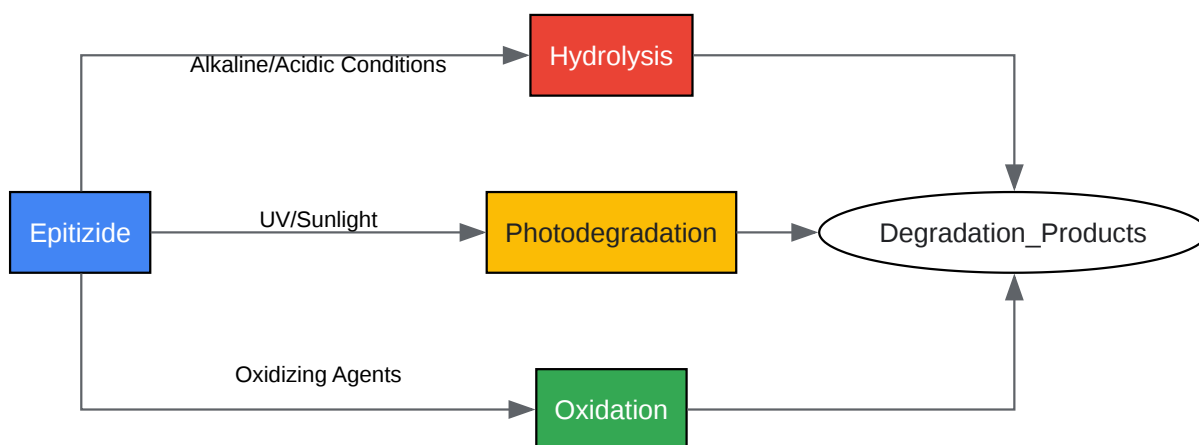 Hydrolysis
Alkaline/Acidic Conditions
Epitizide
UV/Sunlight
Photodegradation
Degradation_Products
Oxidizing Agents
Oxidation